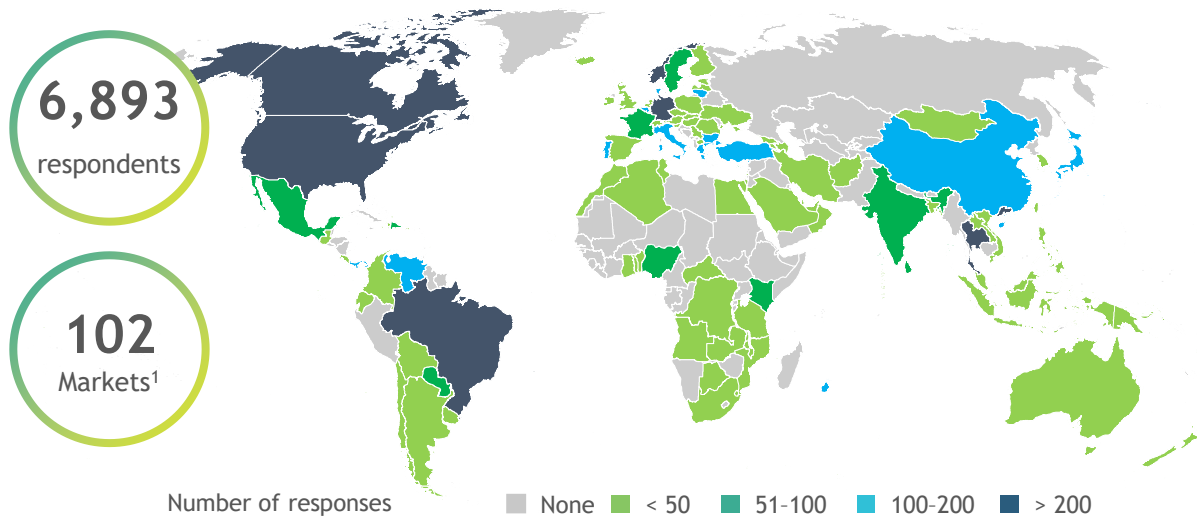 6,893
respondents
102
Markets¹
Number of responses
None
< 50
51–100
100–200
> 200